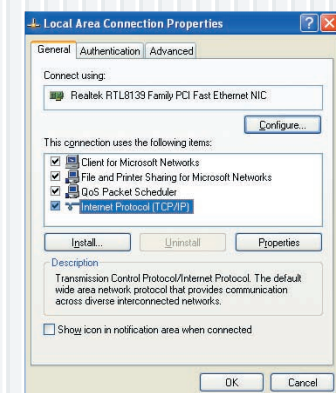 Local Area Connection Properties
General Authentication Advanced
Connect using:
Realtek RTL8139 Family PCI Fast Ethernet NIC
Configure...
This connection uses the following items:
Client for Microsoft Networks
File and Printer Sharing for Microsoft Networks
QoS Packet Scheduler
Internet Protocol (TCP/IP)
Install... Uninstall Properties
Description
Transmission Control Protocol/Internet Protocol. The default
wide area network protocol that provides communication
across diverse interconnected networks.
Show icon in notification area when connected
OK Cancel